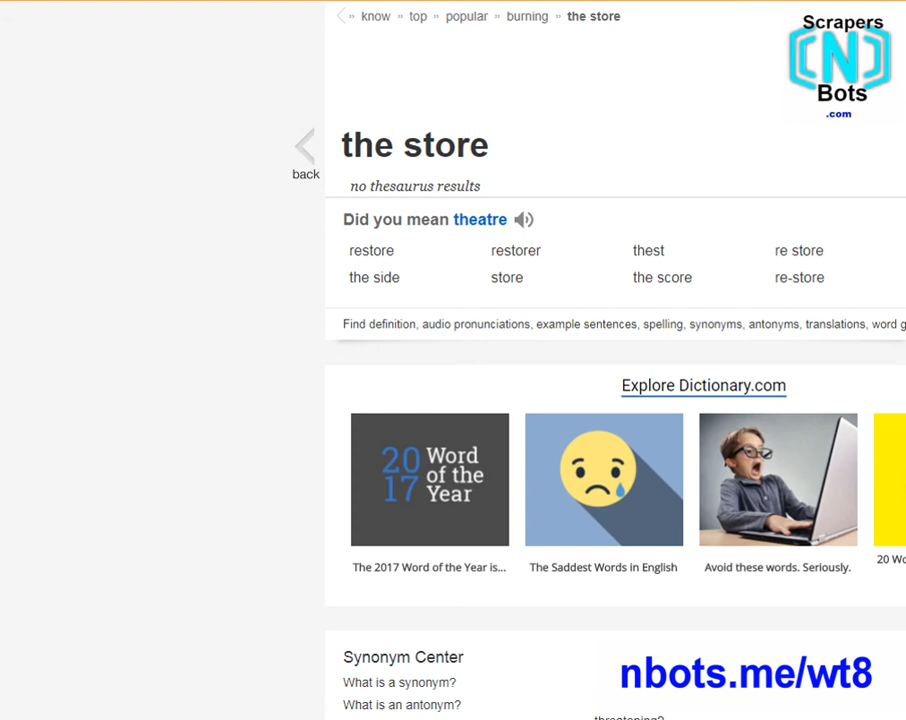 » know » top » popular » burning » the store
Scrapers
N
Bots
.com
the store
back
no thesaurus results
Did you mean theatre
restore restorer thest re store
the side store the score re-store
Find definition, audio pronunciations, example sentences, spelling, synonyms, antonyms, translations, word g
Explore Dictionary.com
20
17
Word
of the
Year
The 2017 Word of the Year is... The Saddest Words in English Avoid these words. Seriously. 20 Wo
Synonym Center
nbots.me/wt8
What is a synonym?
What is an antonym?
threatening?